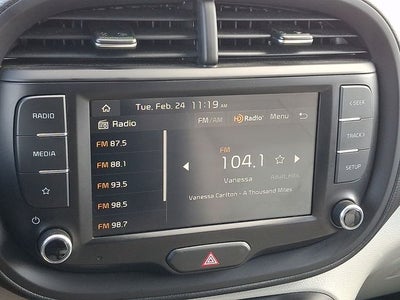 Tue, Feb. 24 11:19 AM
Radio FM/AM HD Radio Menu
RADIO
MEDIA
FM 87.5
FM 88.1
FM 93.5
FM 98.5
FM 98.7
FM
104.1
Vanessa Adult_Hits
Vanessa Carlton - A Thousand Miles
< SEEK
TRACK >
SETUP